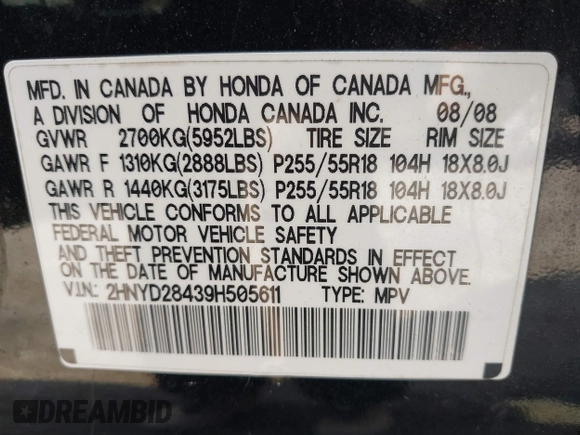 MFD. IN CANADA BY HONDA OF CANADA MFG.,
A DIVISION OF HONDA CANADA INC. 08/08
GVWR 2700KG(5952LBS) TIRE SIZE RIM SIZE
GAWR F 1310KG(2888LBS) P255/55R18 104H 18X8.0J
GAWR R 1440KG(3175LBS) P255/55R18 104H 18X8.0J
THIS VEHICLE CONFORMS TO ALL APPLICABLE
FEDERAL MOTOR VEHICLE SAFETY
AND THEFT PREVENTION STANDARDS IN EFFECT
ON THE DATE OF MANUFACTURE SHOWN ABOVE.
V.I.N.: 2HNYD28439H505611 TYPE: MPV
DREAMBID